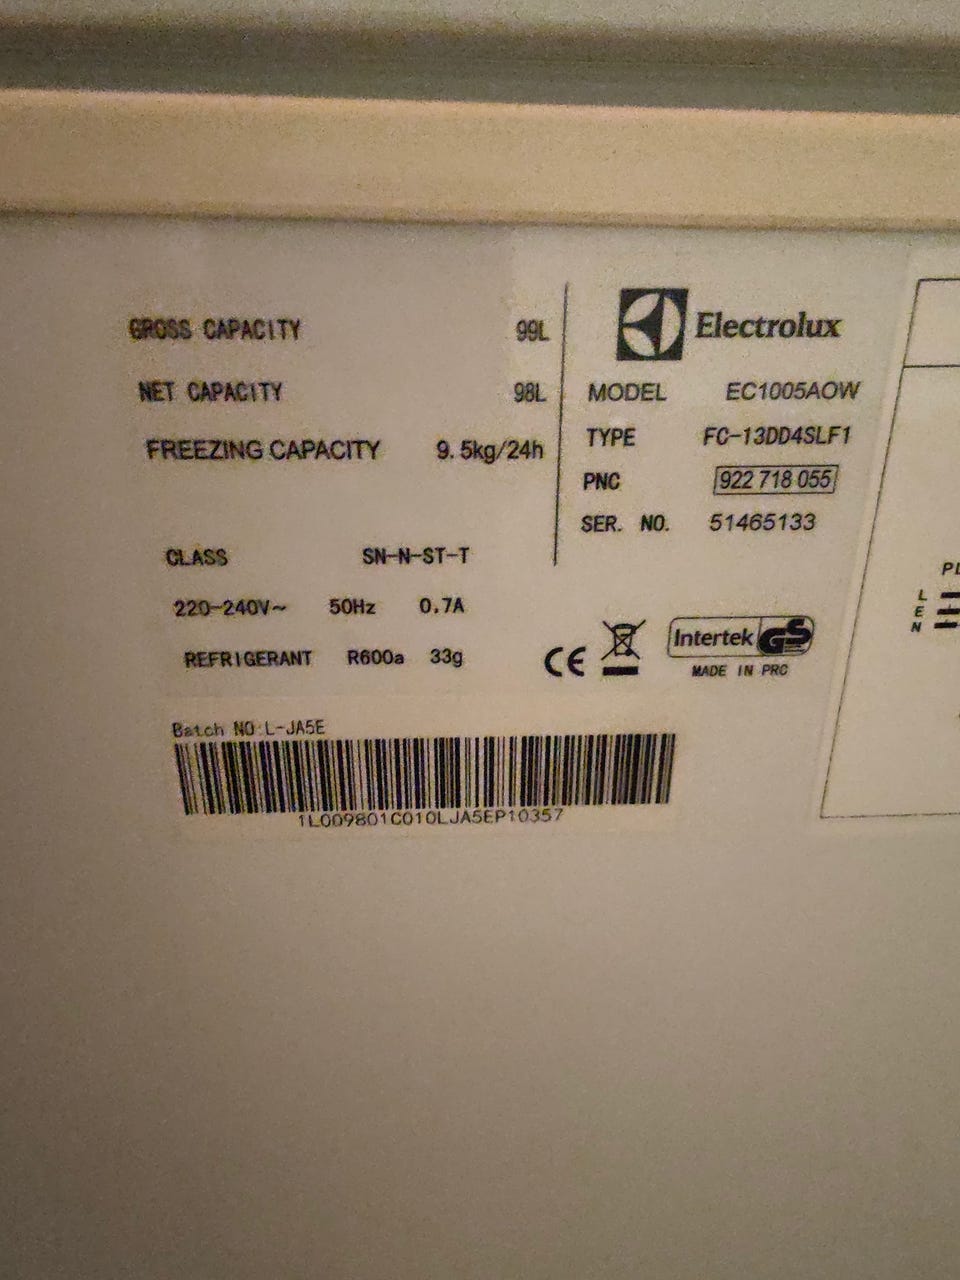 GROSS CAPACITY 99L
NET CAPACITY 98L
FREEZING CAPACITY 9.5kg/24h
Electrolux
MODEL EC1005AOW
TYPE FC-13DD4SLF1
PNC 922 718 055
SER. NO. 51465133
CLASS SN-N-ST-T
220-240V~ 50Hz 0.7A
REFRIGERANT R600a 33g
CE
Intertek GS
MADE IN PRC
Batch NO:L-JA5E
1L009801C010LJA5EP10357
L
E
N